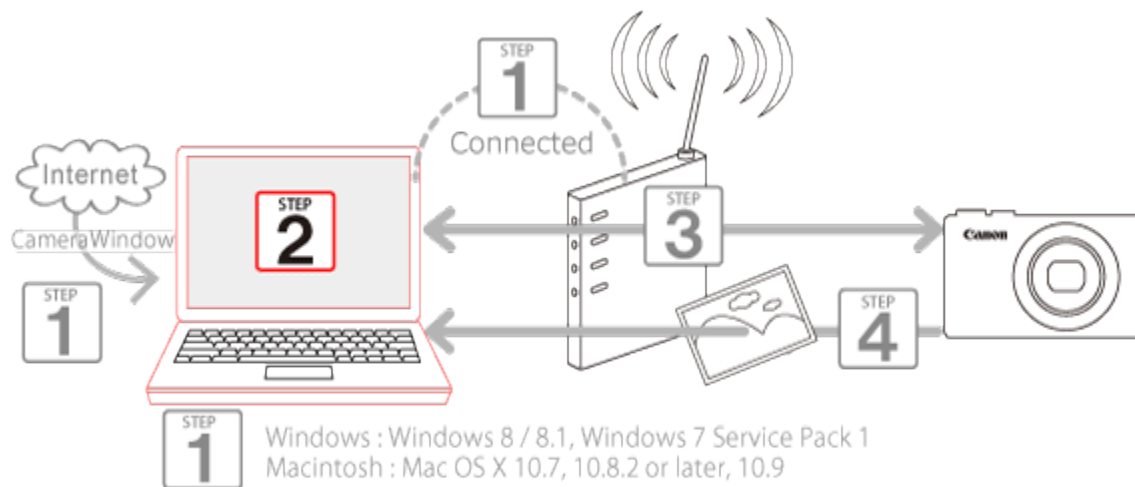 STEP
1
Connected
Internet
CameraWindow
STEP
1
STEP
2
STEP
3
Canon
STEP
4
STEP
1
Windows : Windows 8 / 8.1, Windows 7 Service Pack 1
Macintosh : Mac OS X 10.7, 10.8.2 or later, 10.9